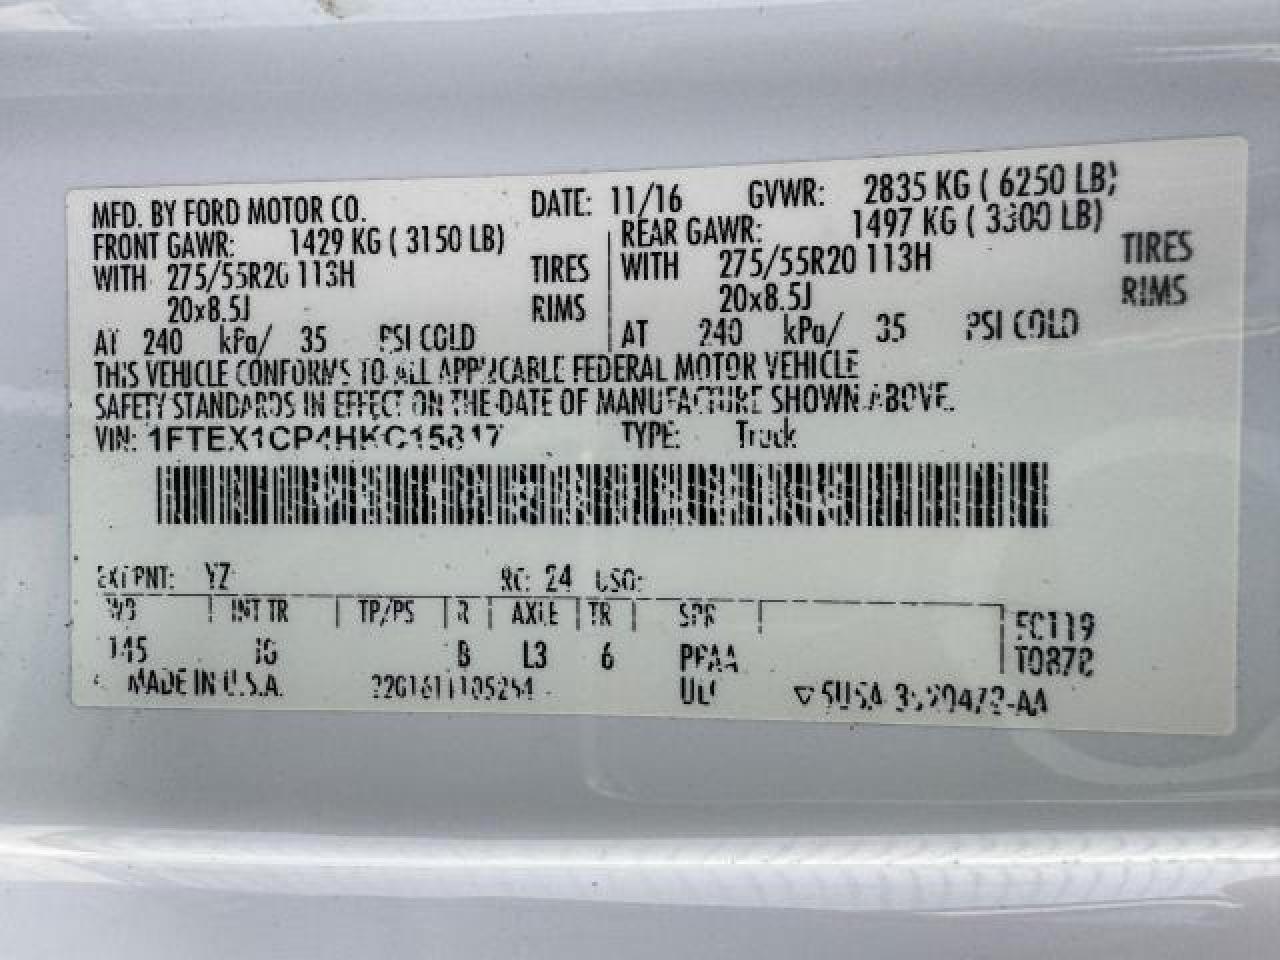 MFD. BY FORD MOTOR CO. DATE: 11/16 GVWR: 2835 KG ( 6250 LB)
FRONT GAWR: 1429 KG ( 3150 LB) REAR GAWR: 1497 KG ( 3300 LB)
WITH 275/55R20 113H TIRES WITH 275/55R20 113H TIRES
20x8.5J RIMS 20x8.5J RIMS
AT 240 kPa/ 35 PSI COLD AT 240 kPa/ 35 PSI COLD
THIS VEHICLE CONFORMS TO ALL APPLICABLE FEDERAL MOTOR VEHICLE
SAFETY STANDARDS IN EFFECT ON THE DATE OF MANUFACTURE SHOWN ABOVE.
VIN: TYPE: Truck
EXT PNT: YZ RC: 24 DSO:
WB INT TR TP/PS R AXLE TR SPR
145 B L3 6
MADE IN U.S.A.